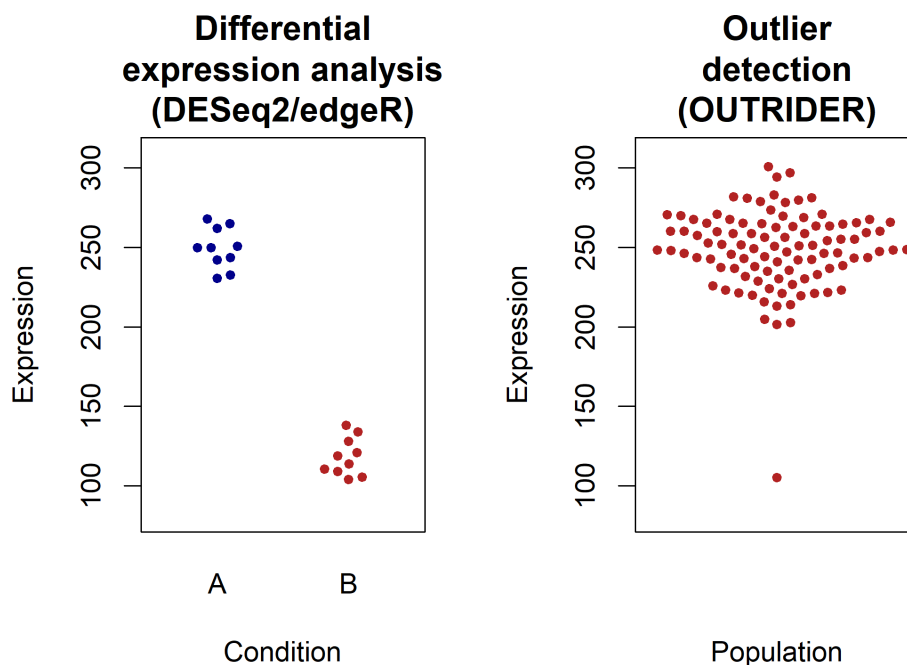 Differential
expression analysis
(DESeq2/edgeR)
Expression
300
250
200
150
100
A B
Condition
Outlier
detection
(OUTRIDER)
Expression
300
250
200
150
100
Population